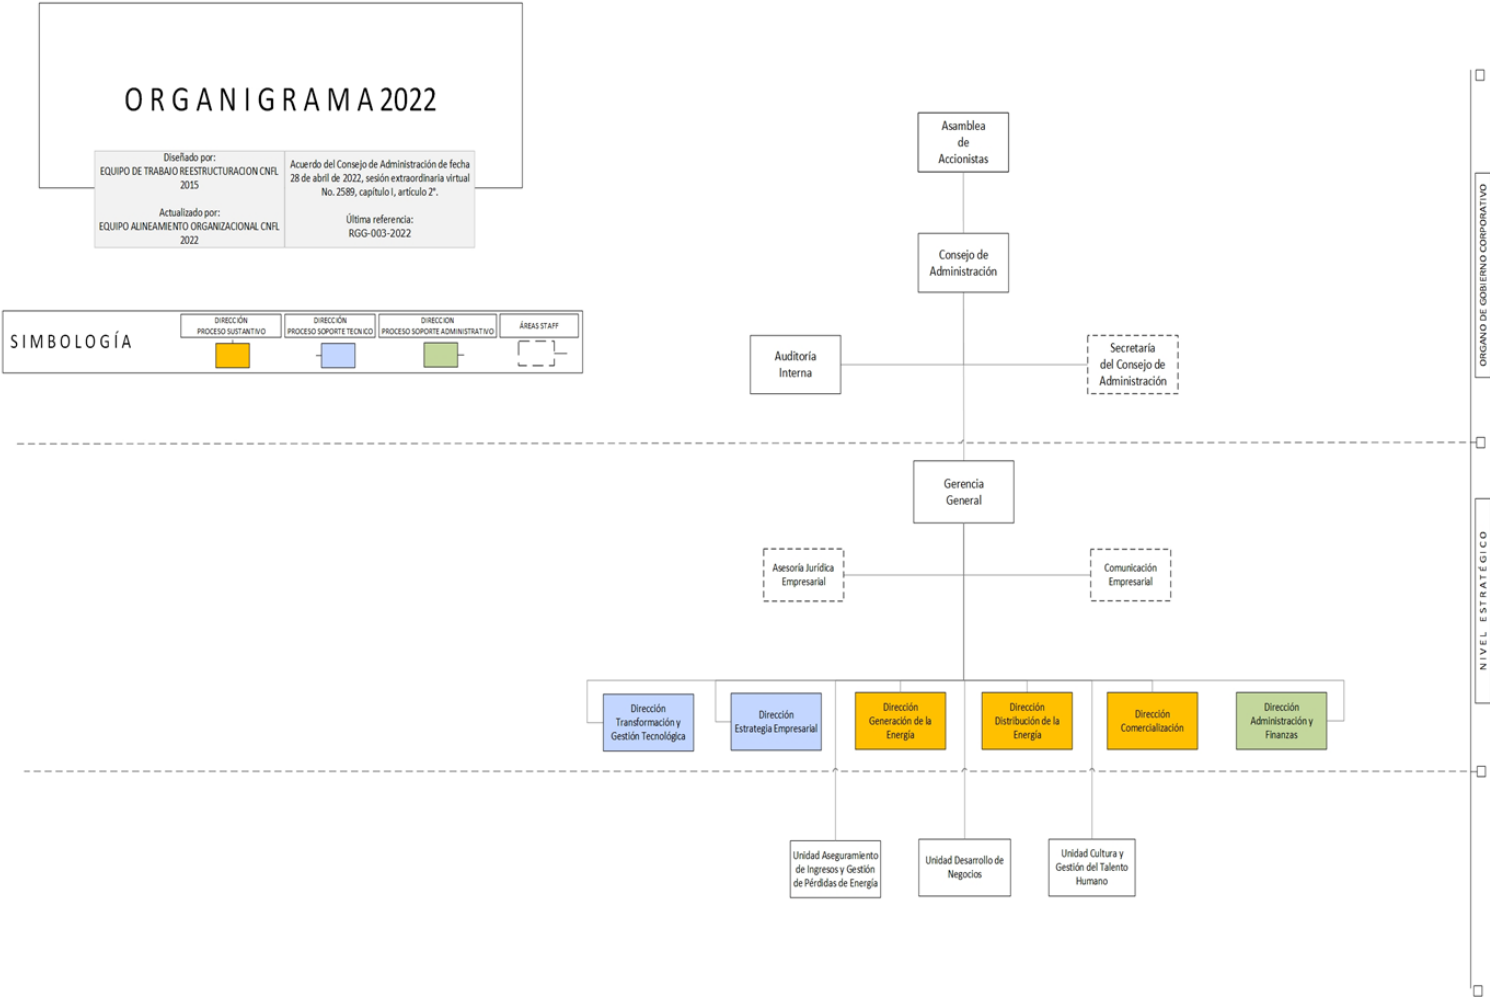 ORGANIGRAMA 2022
Diseñado por:
EQUIPO DE TRABAJO REESTRUCTURACION CNFL
2015
Actualizado por:
EQUIPO ALINEAMIENTO ORGANIZACIONAL CNFL
2022
Acuerdo del Consejo de Administración de fecha
28 de abril de 2022, sesión extraordinaria virtual
No. 2589, capítulo I, artículo 2°.
Última referencia:
RGG-003-2022
SIMBOLOGÍA
DIRECCIÓN
PROCESO SUSTANTIVO
DIRECCIÓN
PROCESO SOPORTE TECNICO
DIRECCION
PROCESO SOPORTE ADMINISTRATIVO
ÁREAS STAFF
Asamblea
de
Accionistas
Consejo de
Administración
Auditoría
Interna
Secretaría
del Consejo de
Administración
ORGANO DE GOBIERNO CORPORATIVO
Gerencia
General
Asesoría Jurídica
Empresarial
Comunicación
Empresarial
NIVEL ESTRATÉGICO
Dirección
Transformación y
Gestión Tecnológica
Dirección
Estrategia Empresarial
Dirección
Generación de la
Energía
Dirección
Distribución de la
Energía
Dirección
Comercialización
Dirección
Administración y
Finanzas
Unidad Aseguramiento
de Ingresos y Gestión
de Pérdidas de Energía
Unidad Desarrollo de
Negocios
Unidad Cultura y
Gestión del Talento
Humano